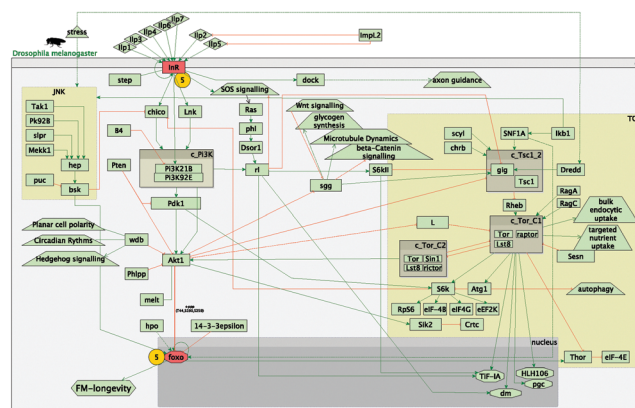 stress
Ilp7
Ilp6
Ilp4
Ilp3
Ilp1
Ilp2
Ilp5
ImpL2
Drosophila melanogaster
InR
5
step
dock
axon guidance
SOS signalling
JNK
Tak1
Pk92B
slpr
Mekk1
hep
puc
bsk
chico
Lnk
Ras
phl
Dsor1
rl
Wnt signalling
glycogen
synthesis
Microtubule Dynamics
beta-Catenin
signalling
S6kII
sgg
TO
scyl
chrb
SNF1A
lkb1
c_Tsc1_2
gig
Tsc1
Dredd
84
Pten
c_Pi3K
Pi3K21B
Pi3K92E
Pdk1
Rheb
RagA
RagC
bulk
endocytic
uptake
targeted
nutrient
uptake
Sesn
c_Tor_C1
Tor
raptor
Lst8
L
c_Tor_C2
Tor
Sin1
Lst8
rictor
Planar cell polarity
Circadian Rythms
Hedgehog signalling
wdb
Akt1
Phlpp
melt
S6k
Atg1
autophagy
RpS6
eIF-4B
eIF4G
eEF2K
Sik2
Crtc
hpo
14-3-3epsilon
nucleus
5
foxo
Thor
eIF-4E
FM-longevity
TIF-IA
HLH106
pgc
dm